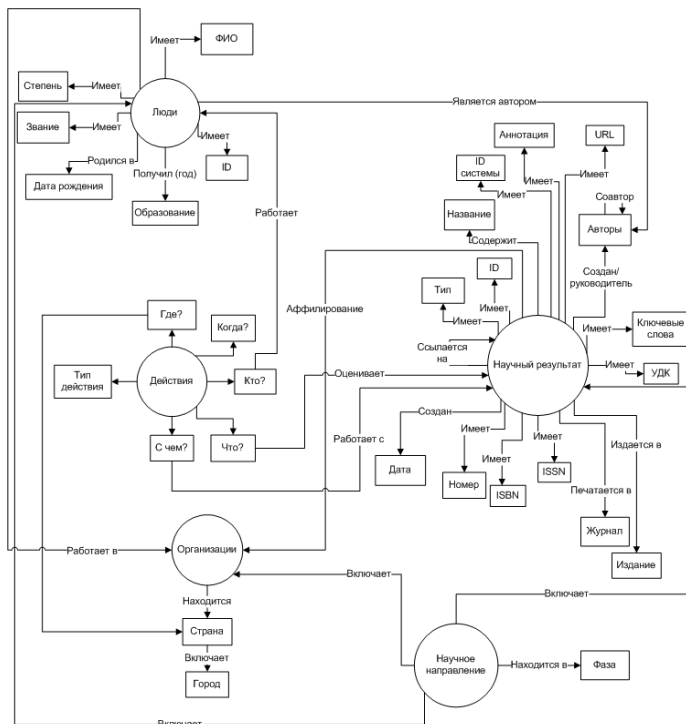 Имеет
ФИО
Степень
Имеет
Люди
Звание
Имеет
Является автором
Имеет
ID
Родился в
Дата рождения
Получил (год)
Образование
Работает
Аннотация
URL
ID
системы
Имеет
Имеет
Имеет
Соавтор
Название
Содержит
Авторы
Создан/
руководитель
Аффилирование
ID
Тип
Имеет
Имеет
Ключевые
слова
Имеет
Где?
Когда?
Ссылается
на
Научный результат
Имеет
УДК
Тип
действия
Действия
Кто?
Оценивает
С чем?
Что?
Работает с
Создан
Дата
Имеет
Номер
Имеет
ISBN
Имеет
ISSN
Издается в
Печатается в
Журнал
Издание
Работает в
Организации
Включает
Включает
Находится
Страна
Включает
Город
Научное
направление
Находится в
Фаза
Включает